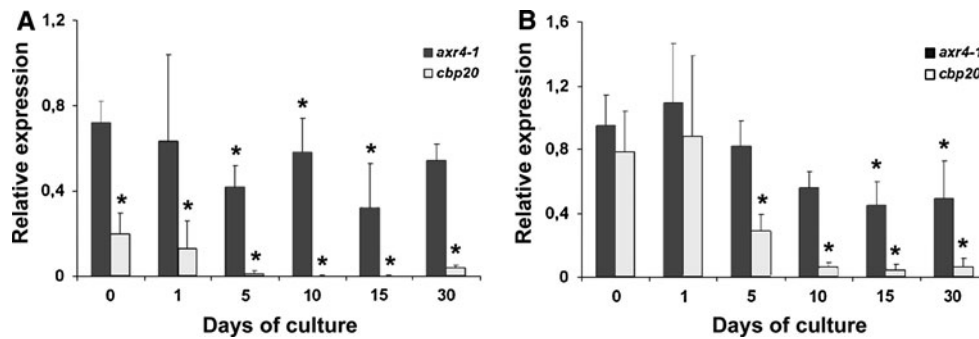 A
Relative expression
1,2
0,8
0,4
0
axr4-1
cbp20
* * * * * * * * * *
0 1 5 10 15 30
Days of culture
B
Relative expression
1,6
1,2
0,8
0,4
0
axr4-1
cbp20
* * * * * *
0 1 5 10 15 30
Days of culture